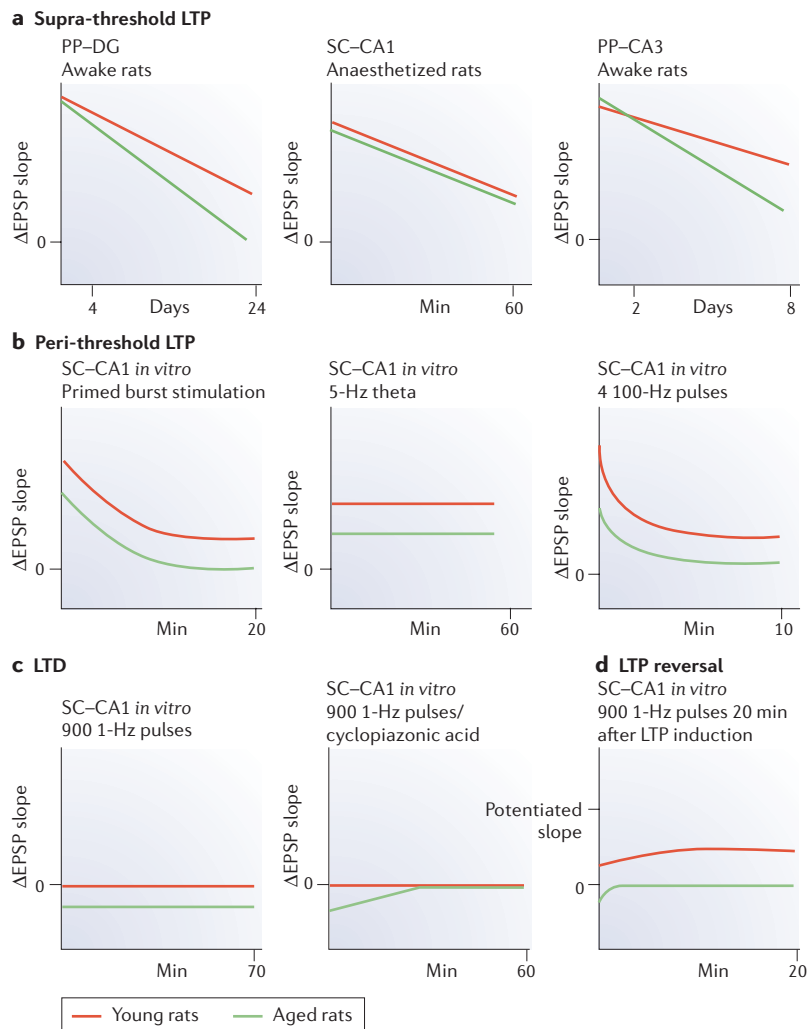 a Supra-threshold LTP
PP–DG
Awake rats
ΔEPSP slope
0
4
Days
24
SC–CA1
Anaesthetized rats
0
Min
60
PP–CA3
Awake rats
ΔEPSP slope
0
2
Days
8
b Peri-threshold LTP
SC–CA1 in vitro
Primed burst stimulation
ΔEPSP slope
0
Min
20
SC–CA1 in vitro
5-Hz theta
0
Min
60
SC–CA1 in vitro
4 100-Hz pulses
ΔEPSP slope
0
Min
10
c LTD
SC–CA1 in vitro
900 1-Hz pulses
ΔEPSP slope
0
Min
70
SC–CA1 in vitro
900 1-Hz pulses/
cyclopiazonic acid
ΔEPSP slope
0
Min
60
d LTP reversal
SC–CA1 in vitro
900 1-Hz pulses 20 min
after LTP induction
Potentiated
slope
0
Min
20
Young rats
Aged rats